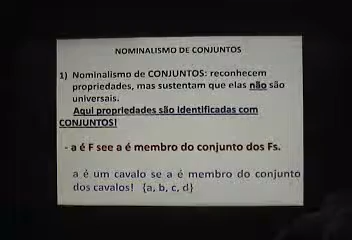 NOMINALISMO DE CONJUNTOS
1) Nominalismo de CONJUNTOS: reconhecem
propriedades, mas sustentam que elas não são
universais.
Aqui propriedades são identificadas com
CONJUNTOS!
- a é F see a é membro do conjunto dos Fs.
a é um cavalo se a é membro do conjunto
dos cavalos! {a, b, c, d}